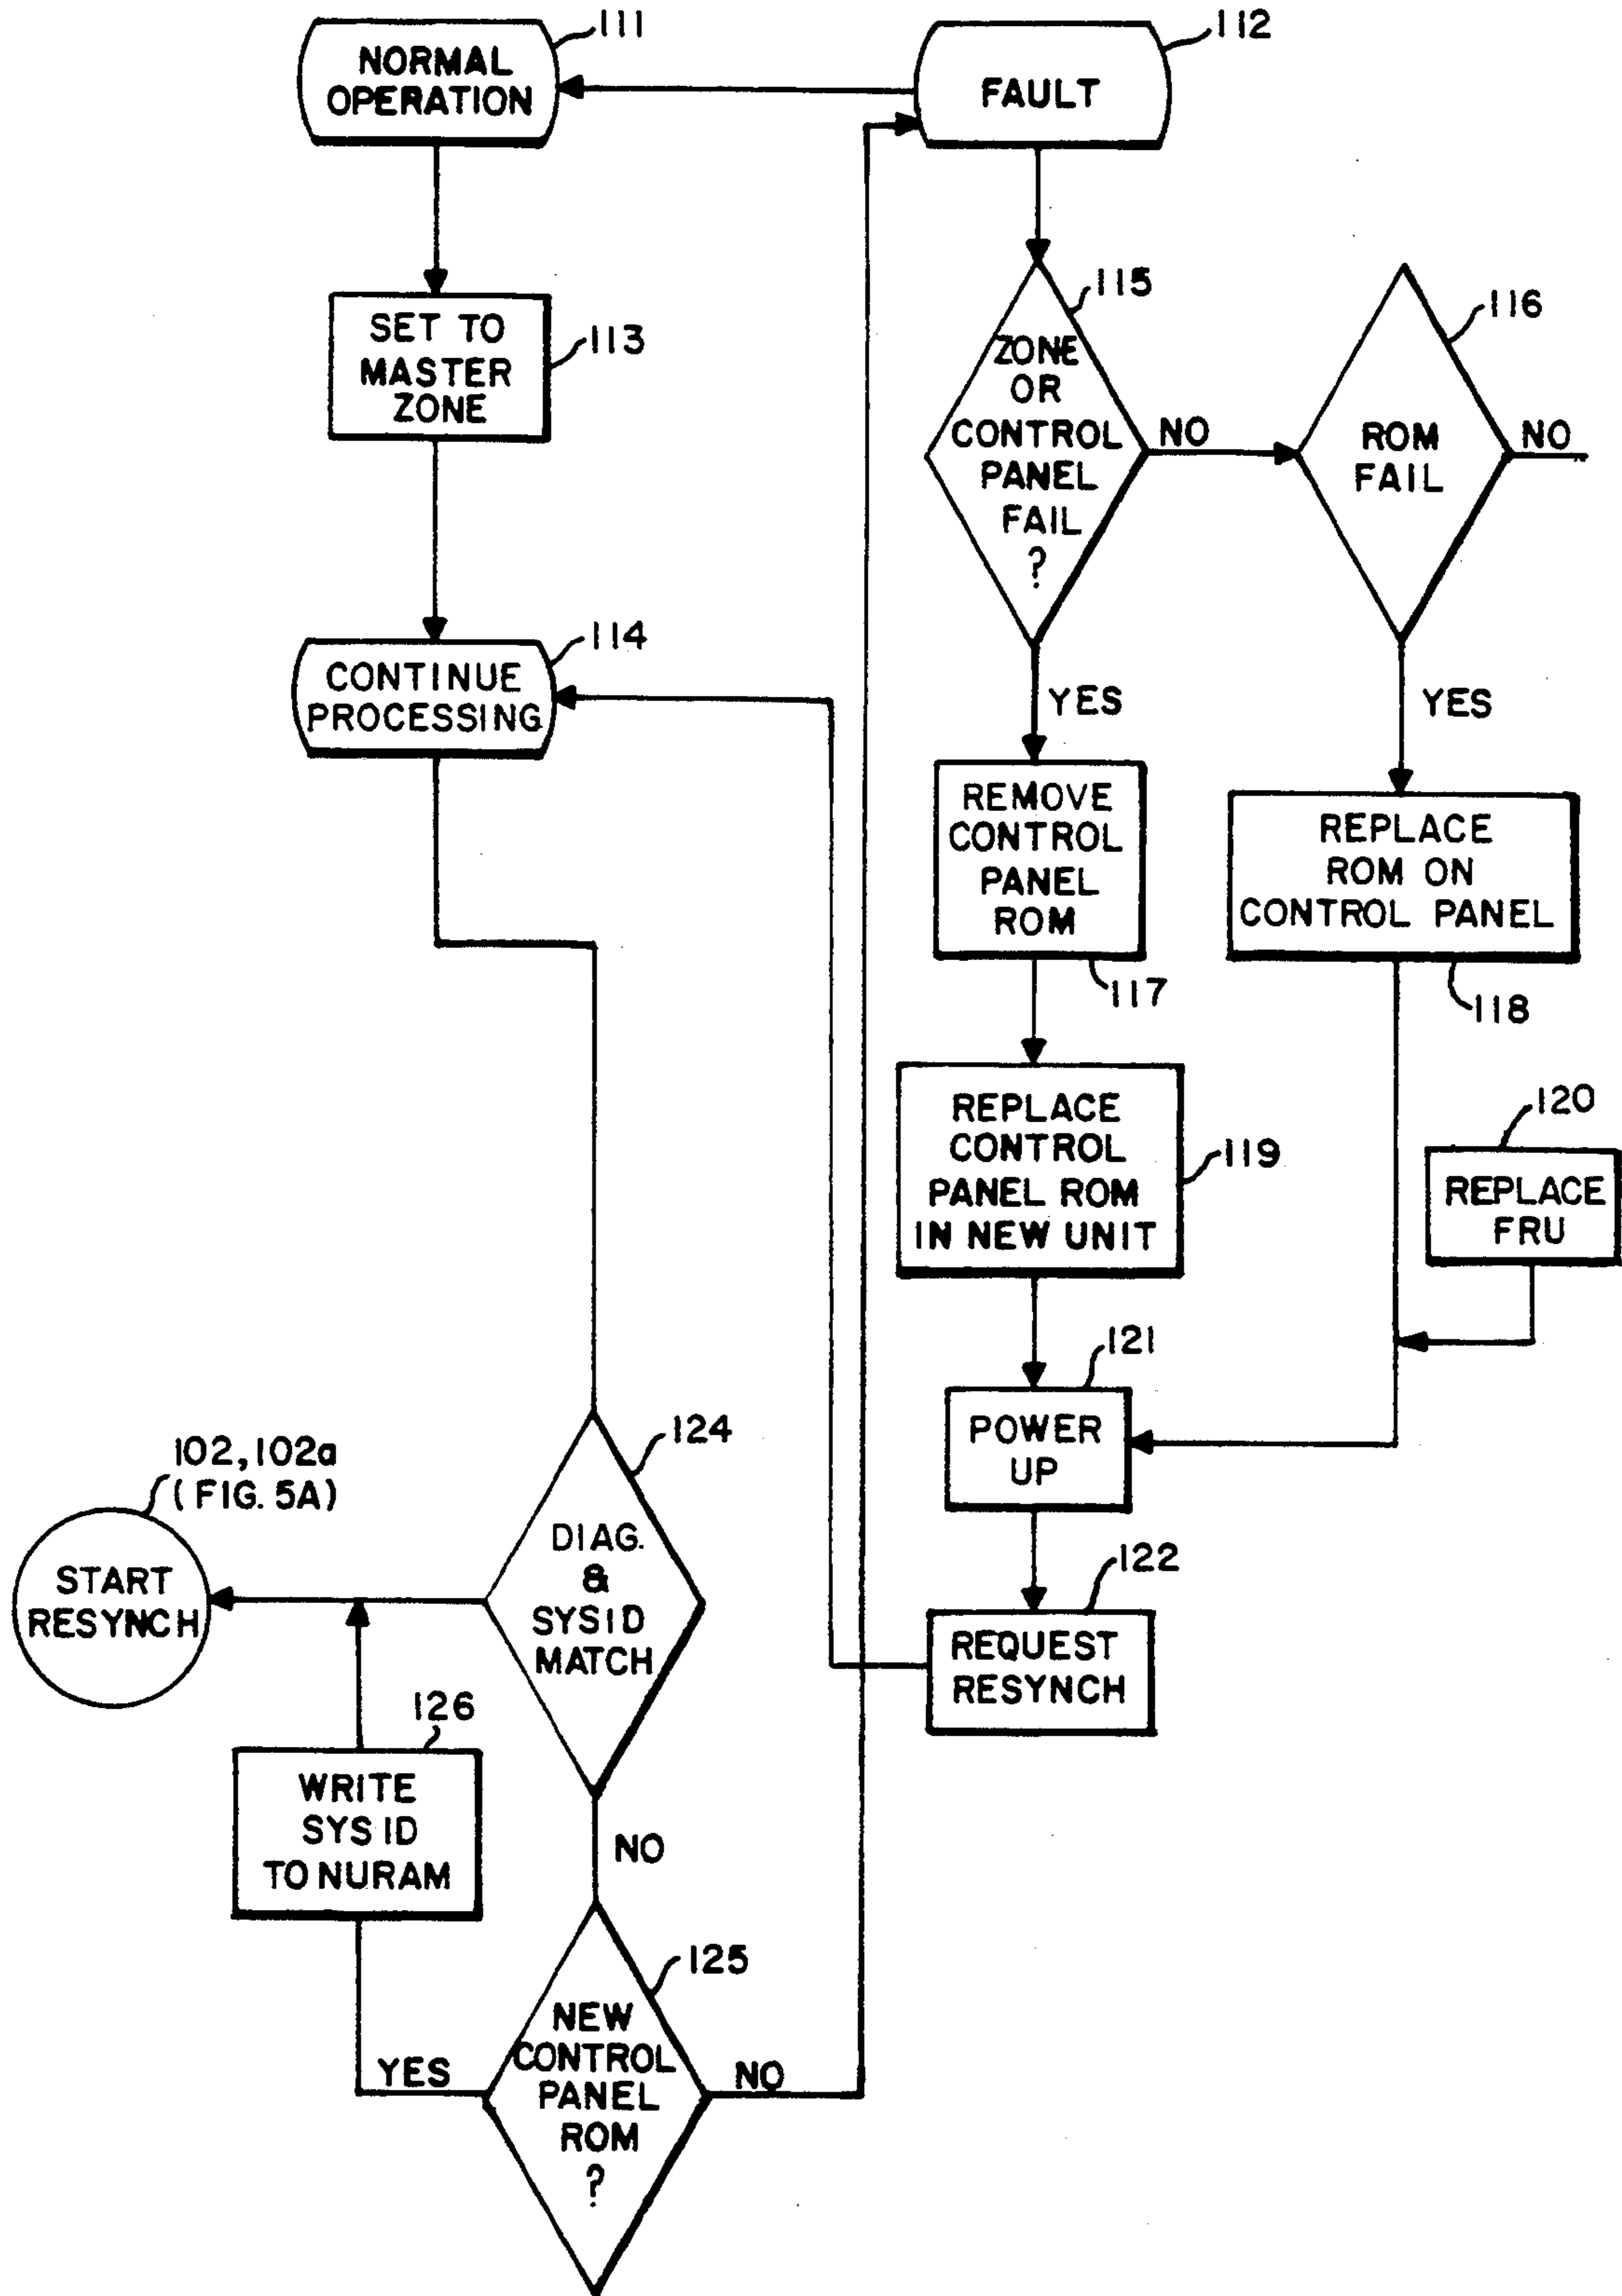 111
NORMAL
OPERATION
112
FAULT
SET TO
MASTER
ZONE
113
115
ZONE
OR
CONTROL
PANEL
FAIL
?
NO
116
ROM
FAIL
NO
114
CONTINUE
PROCESSING
YES
YES
REMOVE
CONTROL
PANEL
ROM
117
REPLACE
ROM ON
CONTROL PANEL
118
REPLACE
CONTROL
PANEL ROM
IN NEW UNIT
119
120
REPLACE
FRU
121
POWER
UP
122
REQUEST
RESYNCH
124
DIAG.
&
SYSID
MATCH
102, 102a
(FIG. 5A)
START
RESYNCH
126
WRITE
SYS ID
TO NURAM
NO
125
NEW
CONTROL
PANEL
ROM
?
YES
NO